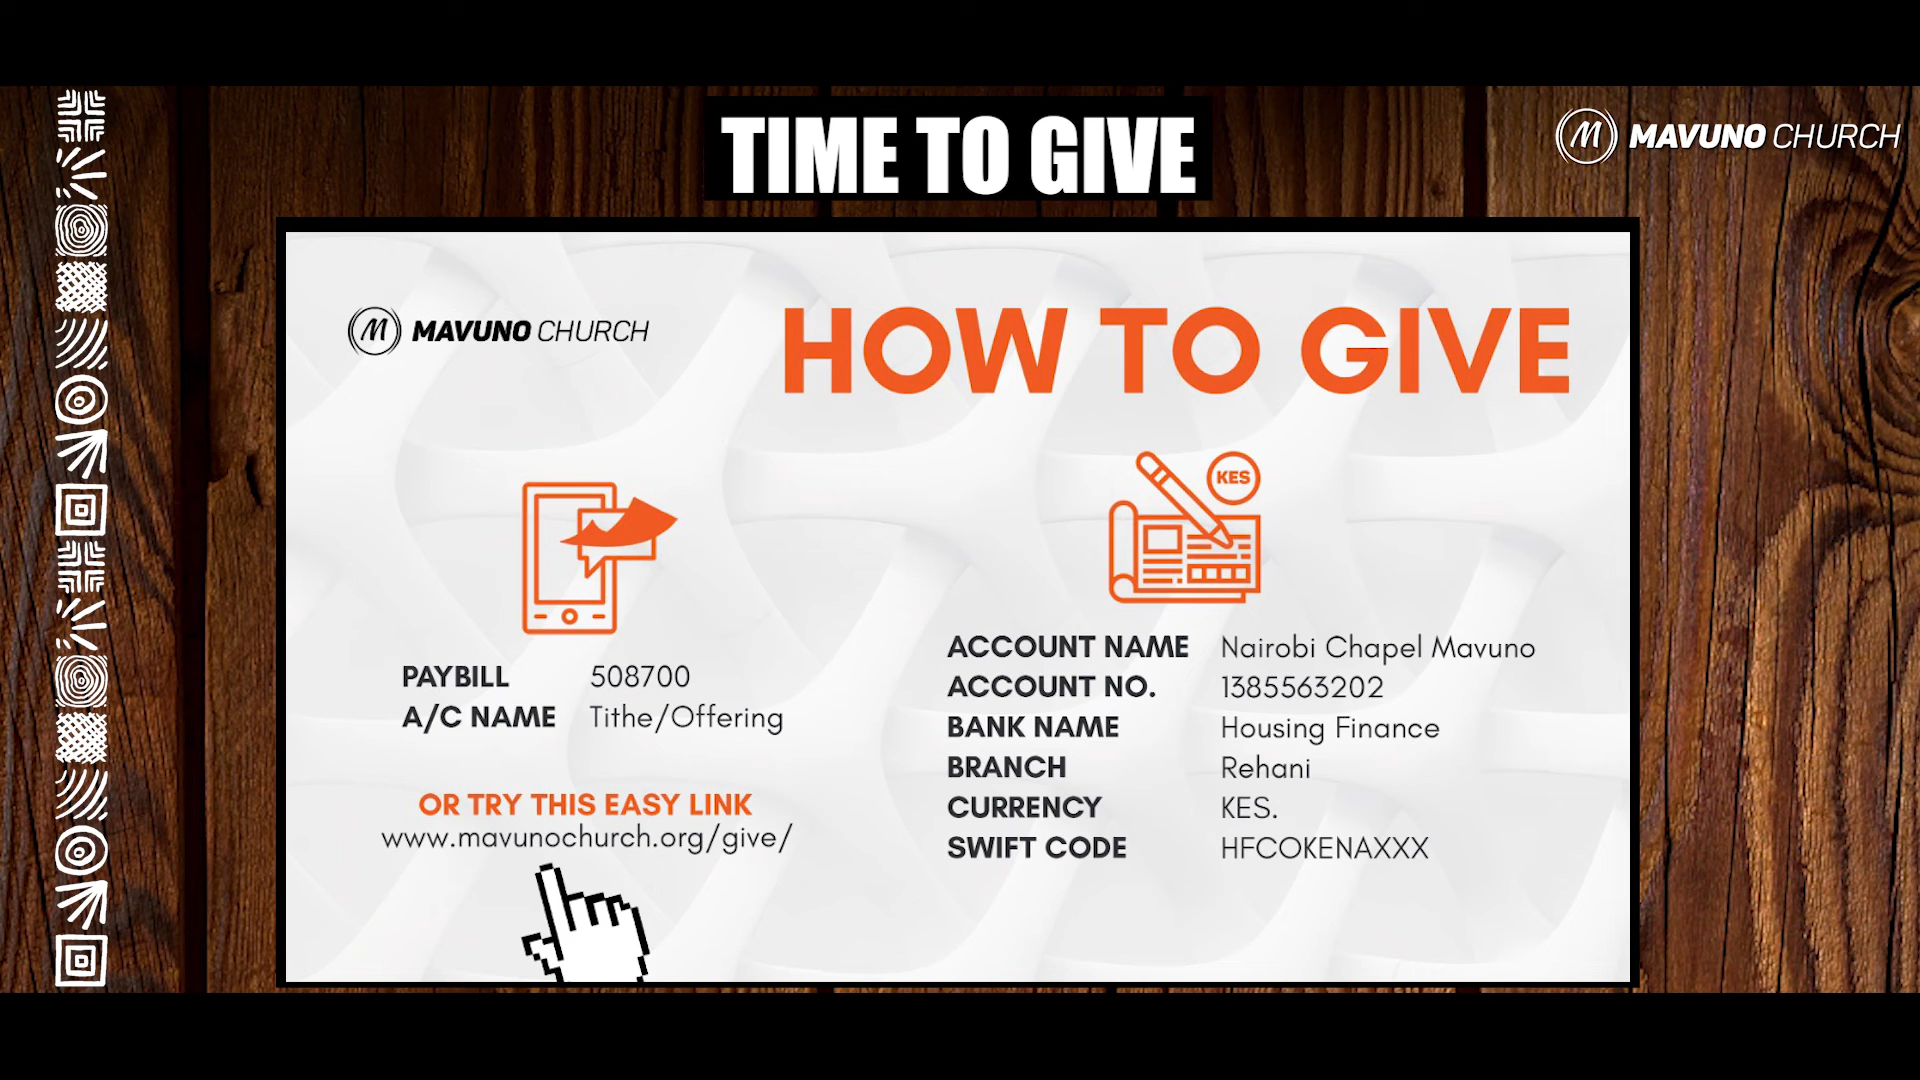 TIME TO GIVE
M MAVUNO CHURCH
M MAVUNO CHURCH
HOW TO GIVE
KES
PAYBILL 508700
A/C NAME Tithe/Offering
OR TRY THIS EASY LINK
www.mavunochurch.org/give/
ACCOUNT NAME Nairobi Chapel Mavuno
ACCOUNT NO. 1385563202
BANK NAME Housing Finance
BRANCH Rehani
CURRENCY KES.
SWIFT CODE HFCOKENAXXX